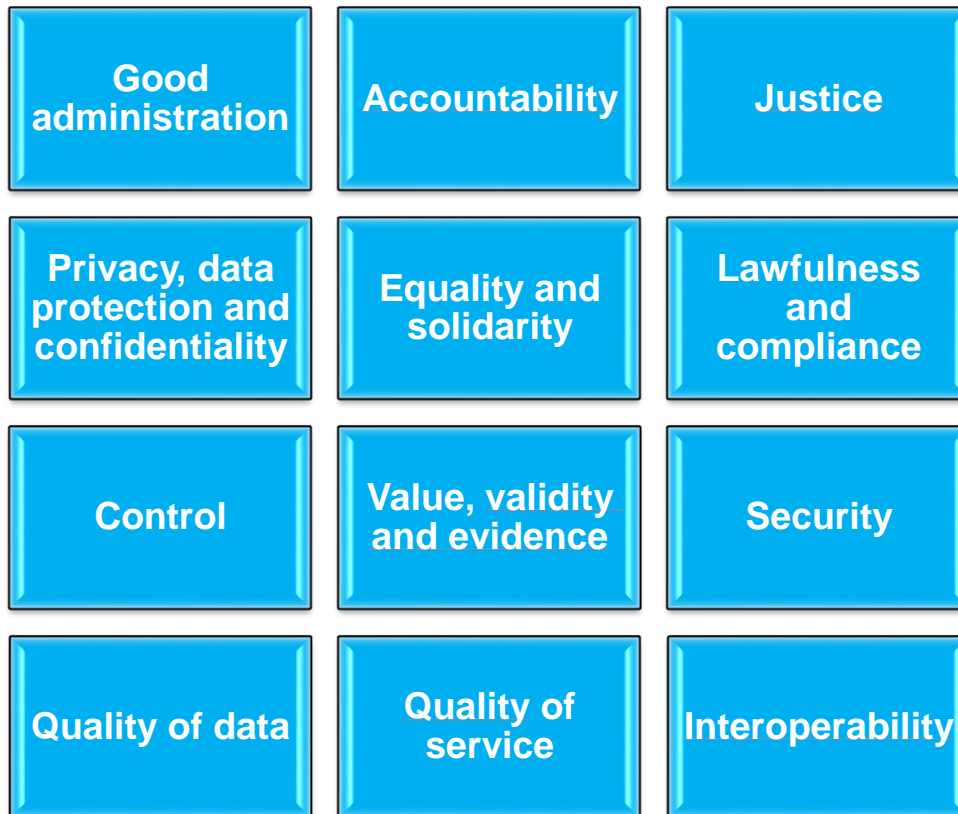 Good
administration
Accountability
Justice
Privacy, data
protection and
confidentiality
Equality and
solidarity
Lawfulness
and
compliance
Control
Value, validity
and evidence
Security
Quality of data
Quality of
service
Interoperability